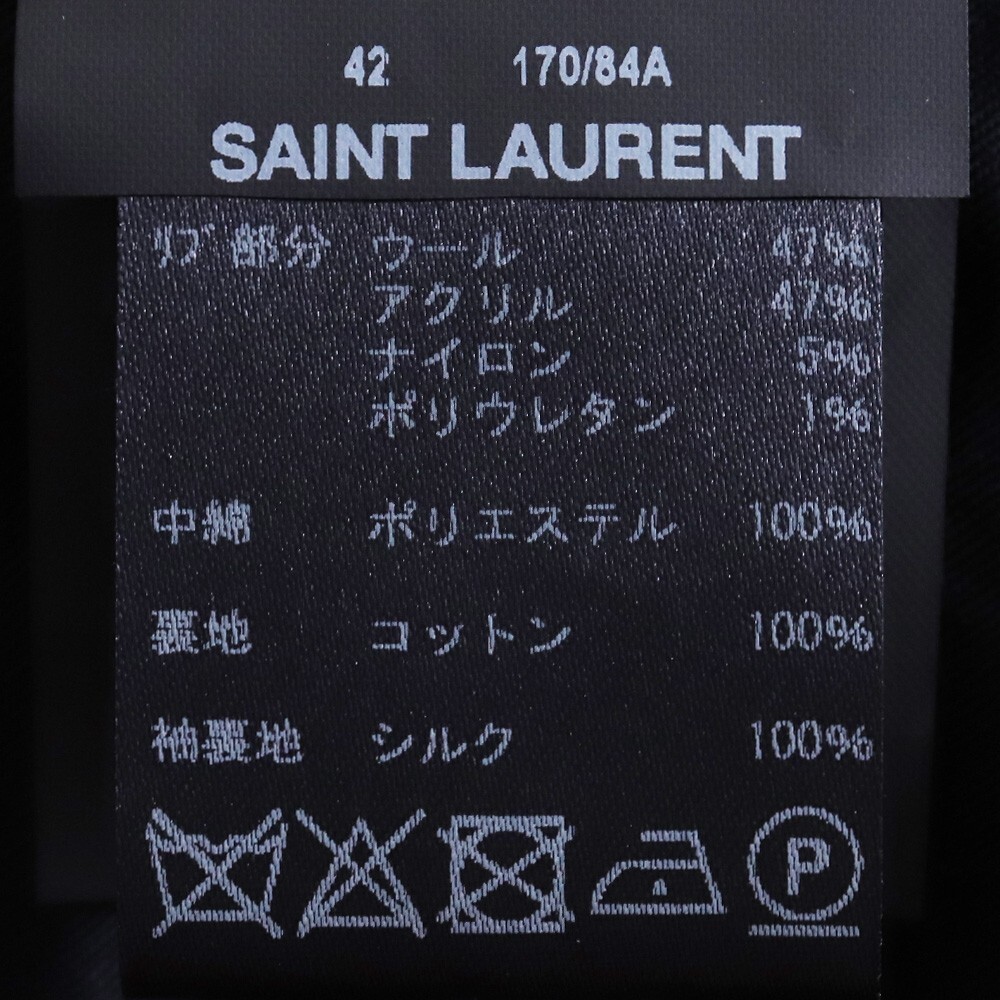 42 170/84A
SAINT LAURENT
ﾘﾌﾞ部分 ウール 47%
アクリル 47%
ナイロン 5%
ポリウレタン 1%
中綿 ポリエステル 100%
裏地 コットン 100%
袖裏地 シルク 100%
P